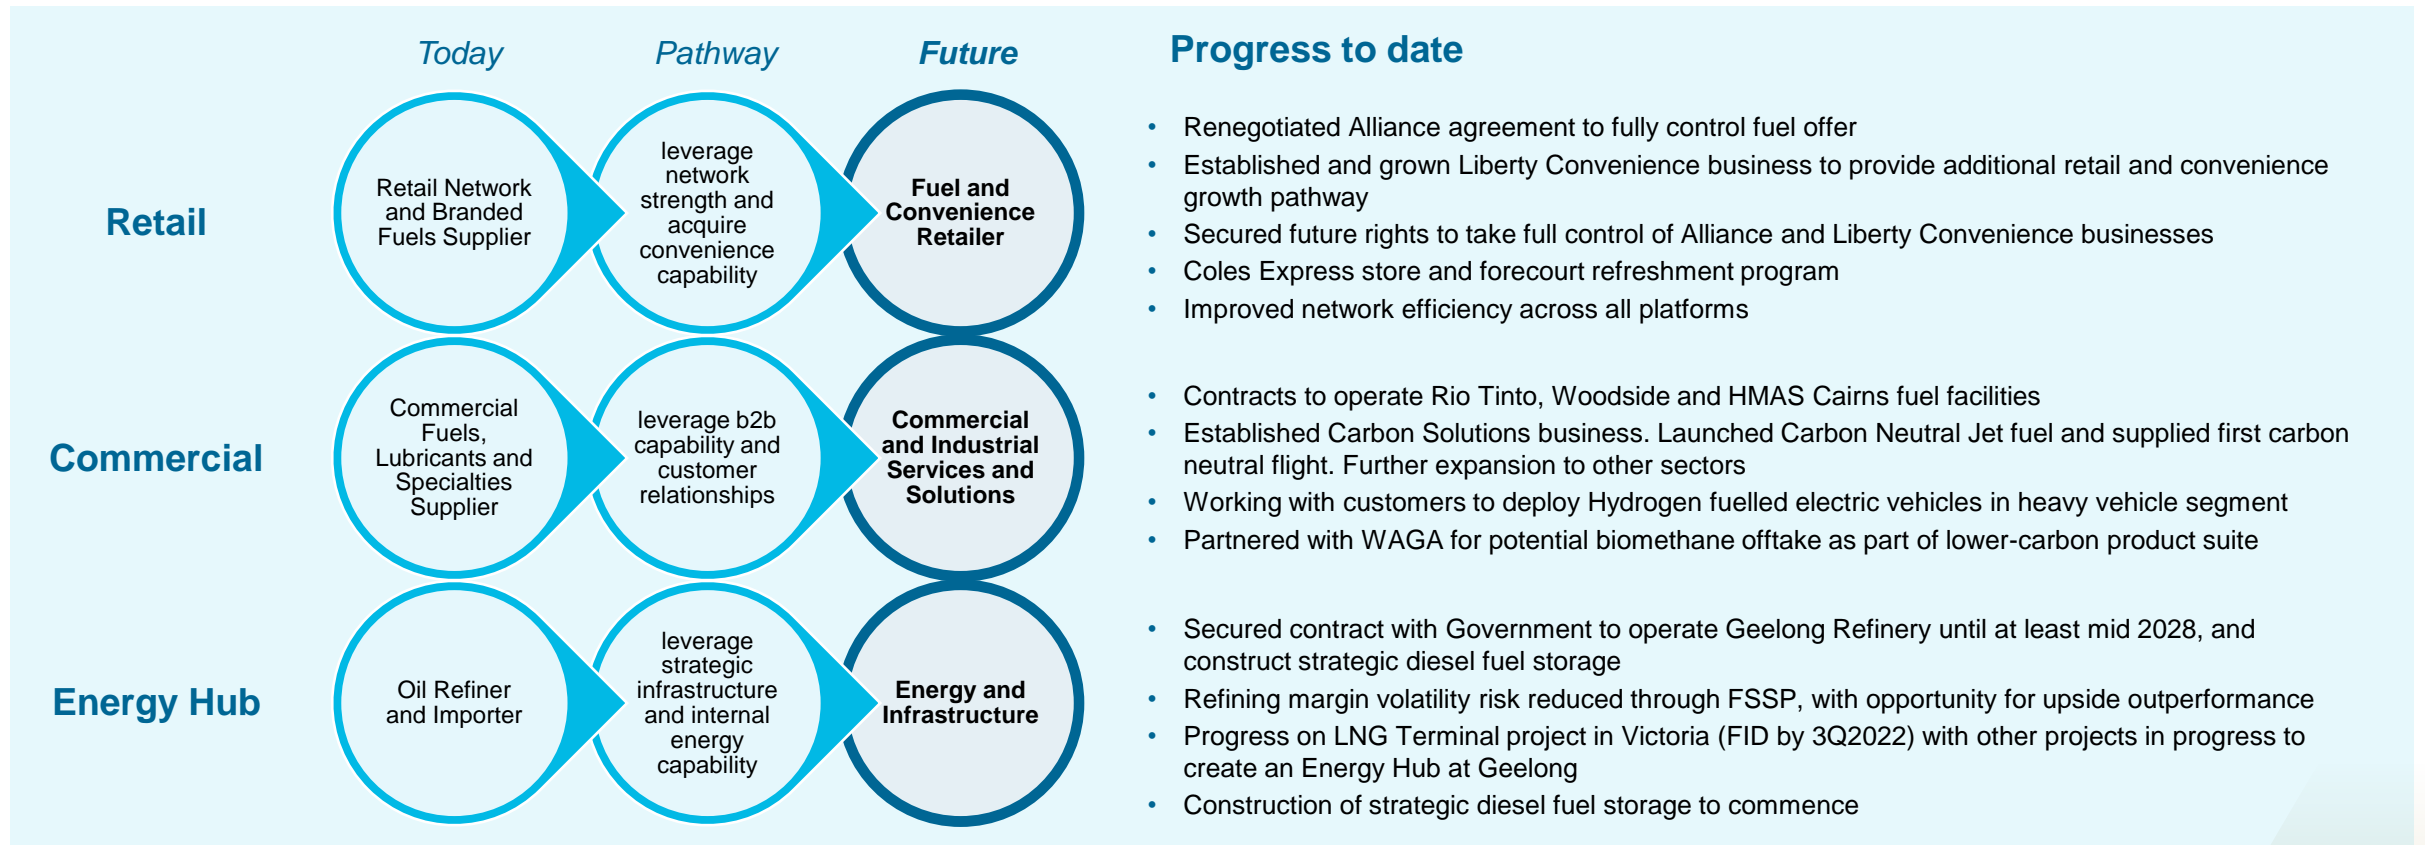 Today
Pathway
Future
Progress to date
Retail
Retail Network
and Branded
Fuels Supplier
leverage
network
strength and
acquire
convenience
capability
Fuel and
Convenience
Retailer
• Renegotiated Alliance agreement to fully control fuel offer
• Established and grown Liberty Convenience business to provide additional retail and convenience
growth pathway
• Secured future rights to take full control of Alliance and Liberty Convenience businesses
• Coles Express store and forecourt refreshment program
• Improved network efficiency across all platforms
Commercial
Commercial
Fuels,
Lubricants and
Specialties
Supplier
leverage b2b
capability and
customer
relationships
Commercial
and Industrial
Services and
Solutions
• Contracts to operate Rio Tinto, Woodside and HMAS Cairns fuel facilities
• Established Carbon Solutions business. Launched Carbon Neutral Jet fuel and supplied first carbon
neutral flight. Further expansion to other sectors
• Working with customers to deploy Hydrogen fuelled electric vehicles in heavy vehicle segment
• Partnered with WAGA for potential biomethane offtake as part of lower-carbon product suite
Energy Hub
Oil Refiner
and Importer
leverage
strategic
infrastructure
and internal
energy
capability
Energy and
Infrastructure
• Secured contract with Government to operate Geelong Refinery until at least mid 2028, and
construct strategic diesel fuel storage
• Refining margin volatility risk reduced through FSSP, with opportunity for upside outperformance
• Progress on LNG Terminal project in Victoria (FID by 3Q2022) with other projects in progress to
create an Energy Hub at Geelong
• Construction of strategic diesel fuel storage to commence